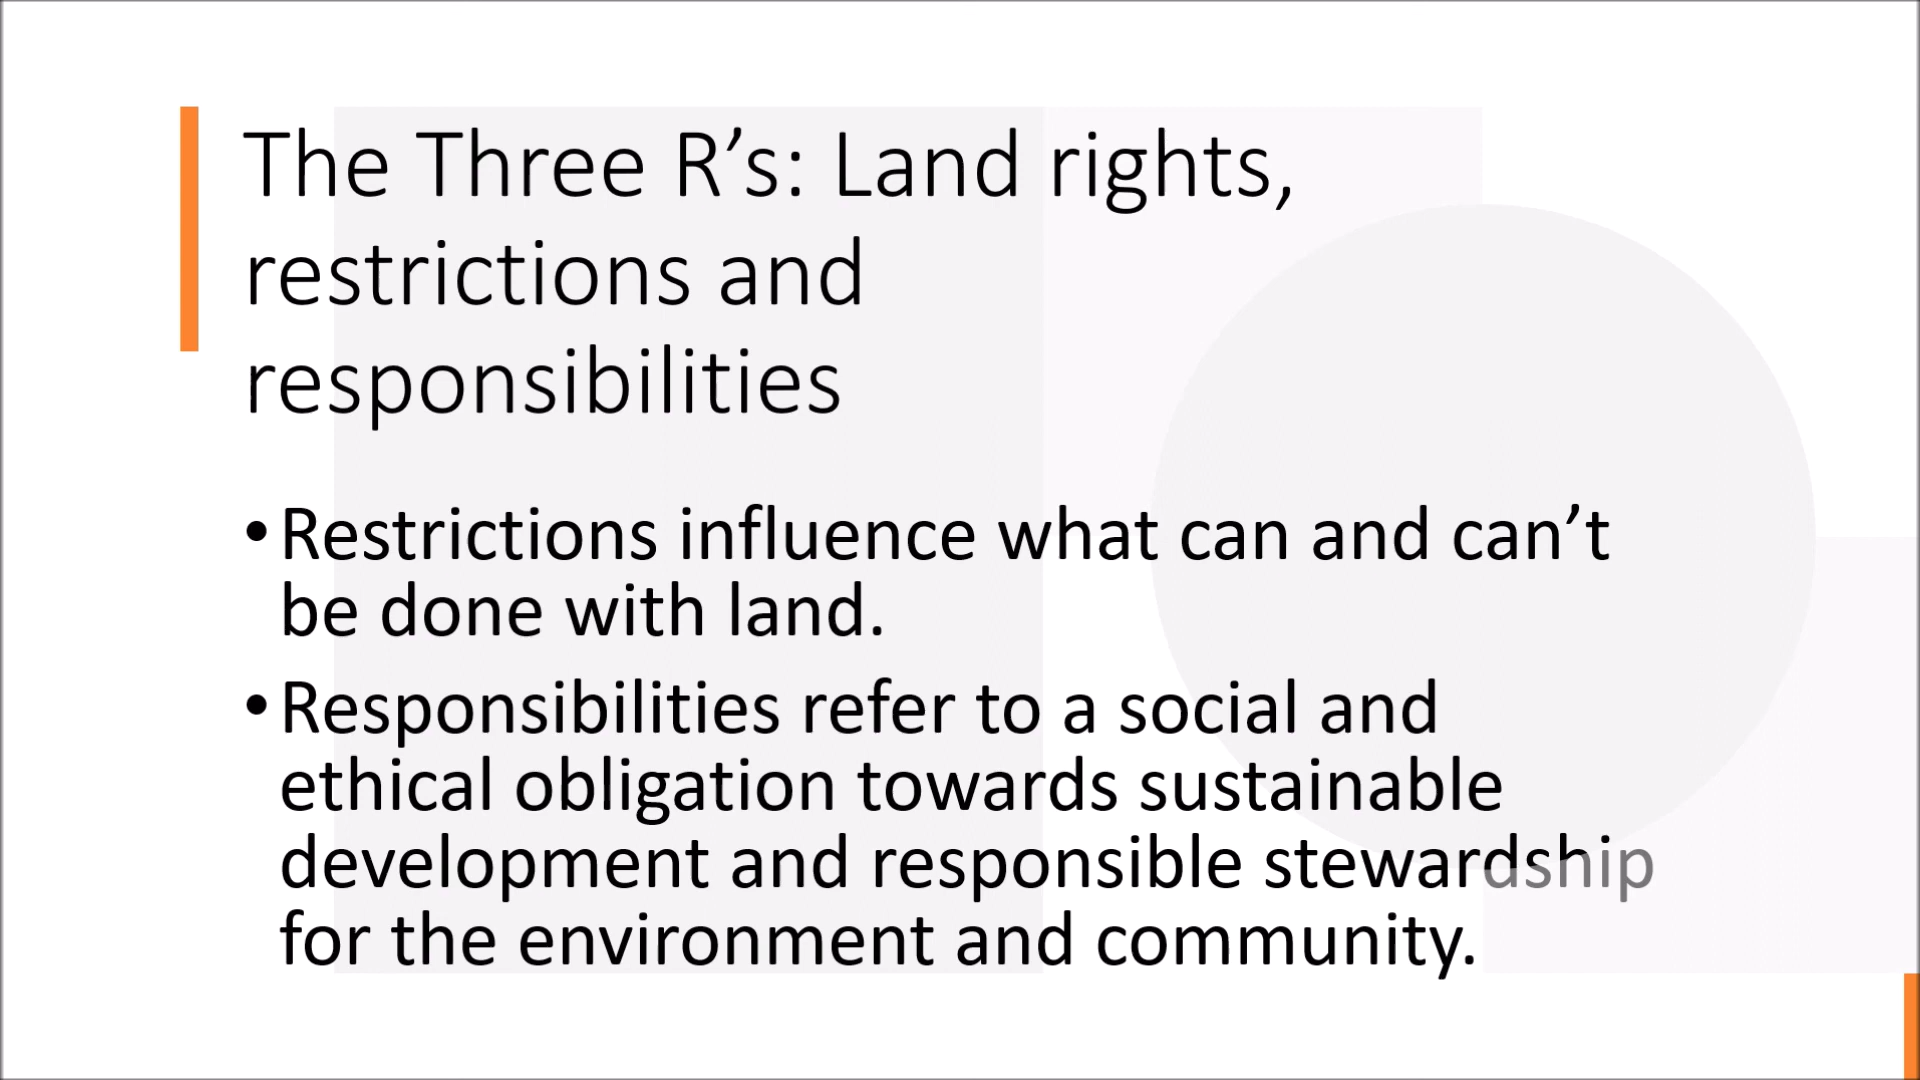 The Three R’s: Land rights,
restrictions and
responsibilities
•Restrictions influence what can and can’t
be done with land.
•Responsibilities refer to a social and
ethical obligation towards sustainable
development and responsible stewardship
for the environment and community.